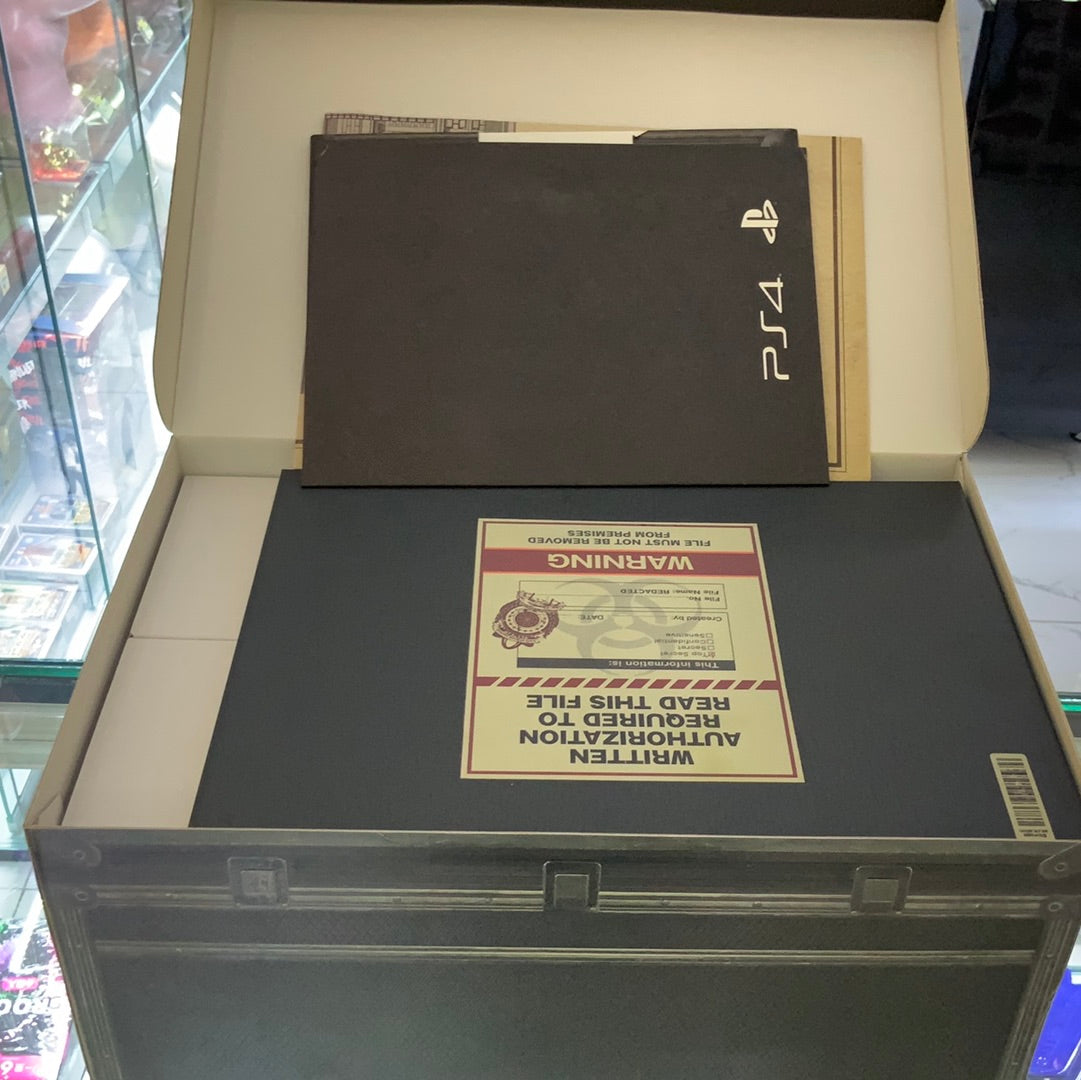 PS4
WRITTEN
AUTHORIZATION
REQUIRED TO
READ THIS FILE
This information is:
Top Secret
Secret
Confidential
Sensitive
Created by:
DATE:
File No.
File Name: REDACTED
WARNING
FILE MUST NOT BE REMOVED
FROM PREMISES